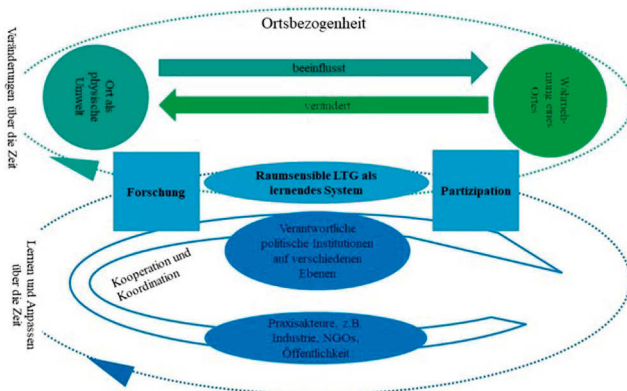 Ortsbezogenheit
Veränderungen über die Zeit
Ort als
physische
Umwelt
beeinflusst
verändert
Wahrneh-
mung eines
Ortes
Forschung
Raumsensible LTG als
lernendes System
Partizipation
Lernen und Anpassen
über die Zeit
Kooperation und
Koordination
Verantwortliche
politische Institutionen
auf verschiedenen
Ebenen
Praxisakteure, z.B.
Industrie, NGOs,
Öffentlichkeit